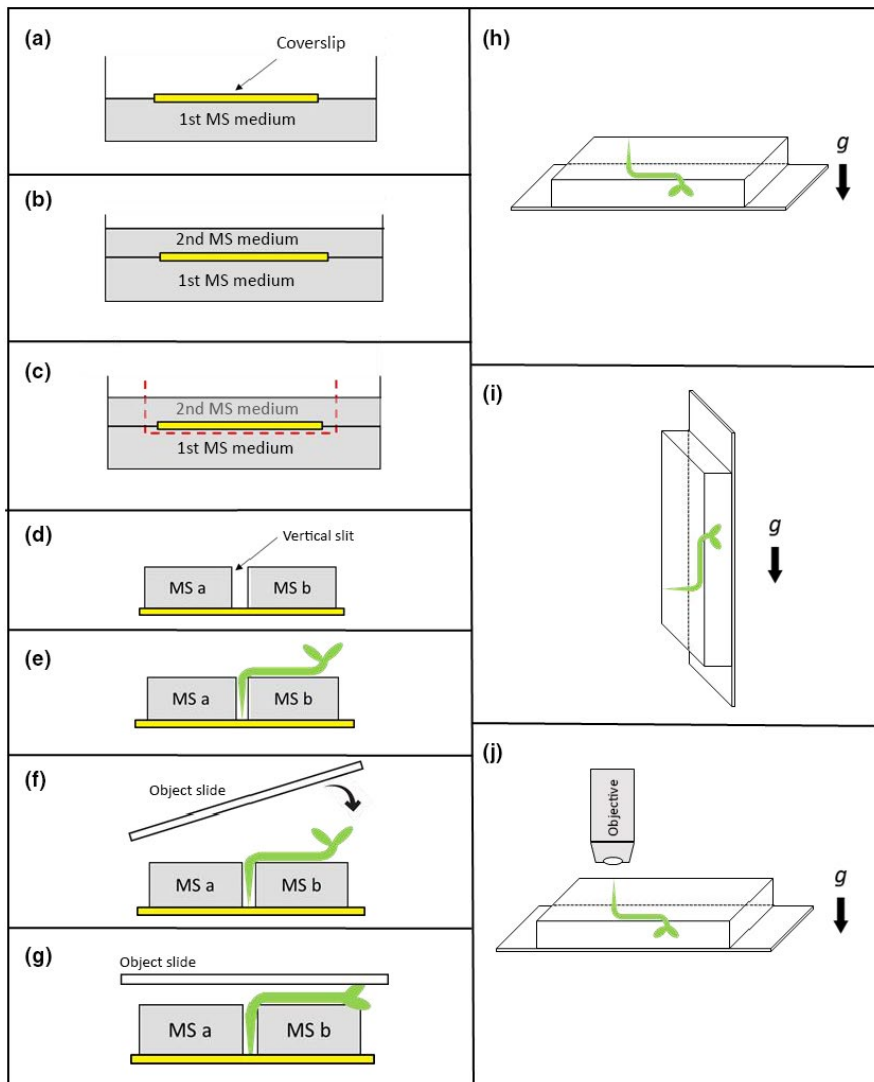 (a)
Coverslip
1st MS medium
(b)
2nd MS medium
1st MS medium
(c)
2nd MS medium
1st MS medium
(d)
Vertical slit
MS a
MS b
(e)
MS a
MS b
(f)
Object slide
MS a
MS b
(g)
Object slide
MS a
MS b
(h)
g
(i)
g
(j)
Objective
g